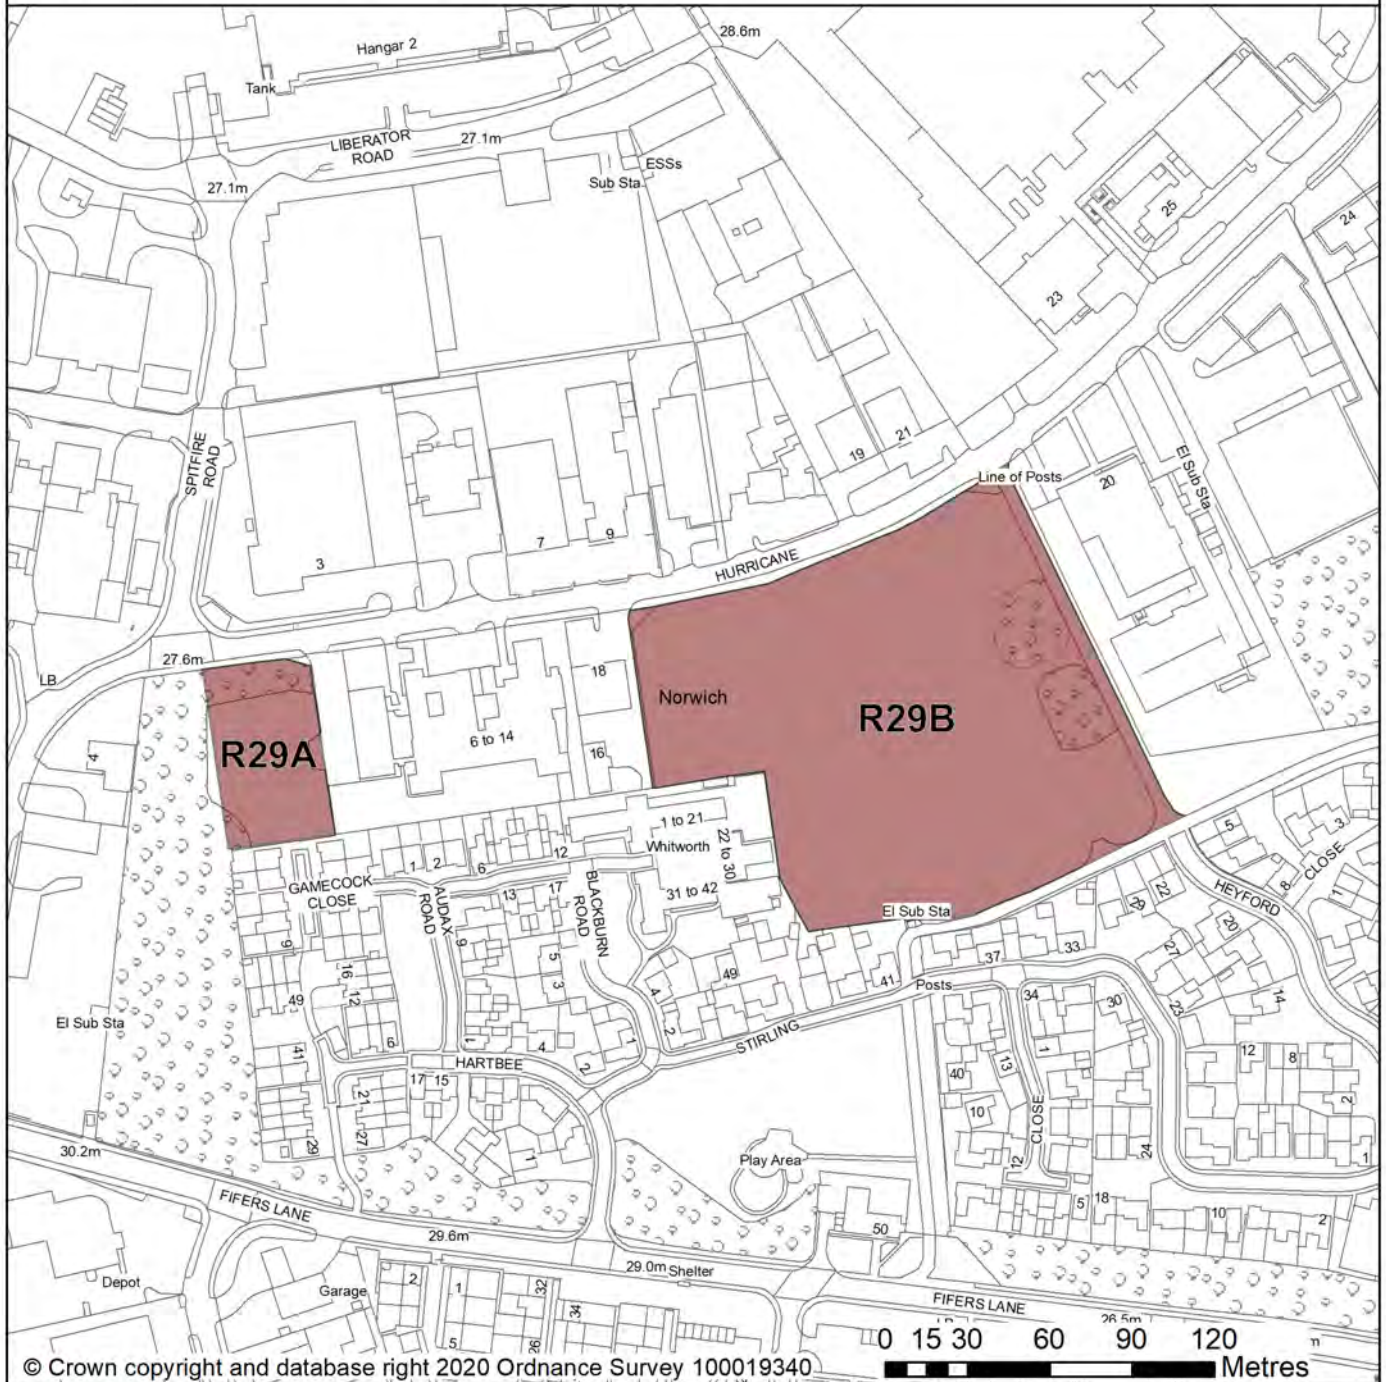 28.6m
Hangar 2
Tank
LIBERATOR
ROAD
27.1m
27.1m
ESSs
Sub Sta
25
24
23
SPITFIRE
ROAD
19
21
Line of Posts
20
El Sub Sta
3
7
9
HURRICANE
27.6m
LB
18
Norwich
R29B
R29A
6 to 14
16
4
1 to 21
Whitworth
22 to 30
31 to 42
GAMECOCK
CLOSE
1
2
6
12
13
17
AUDAX
ROAD
BLACKBURN
ROAD
El Sub Sta
5
3
8
CLOSE
1
HEYFORD
22
29
20
27
14
23
33
37
41
Posts
49
9
9
5
3
4
2
1
16
12
49
El Sub Sta
6
41
1
4
2
HARTBEE
STIRLING
34
30
1
13
40
10
CLOSE
12
12
8
2
1
24
17
15
21
27
29
1
30.2m
Play Area
5
18
10
2
FIFERS LANE
29.6m
50
29.0m
Shelter
Depot
Garage
2
1
32
34
5
26
FIFERS LANE
26.5m
0 15 30 60 90 120
Metres
© Crown copyright and database right 2020 Ordnance Survey 100019340